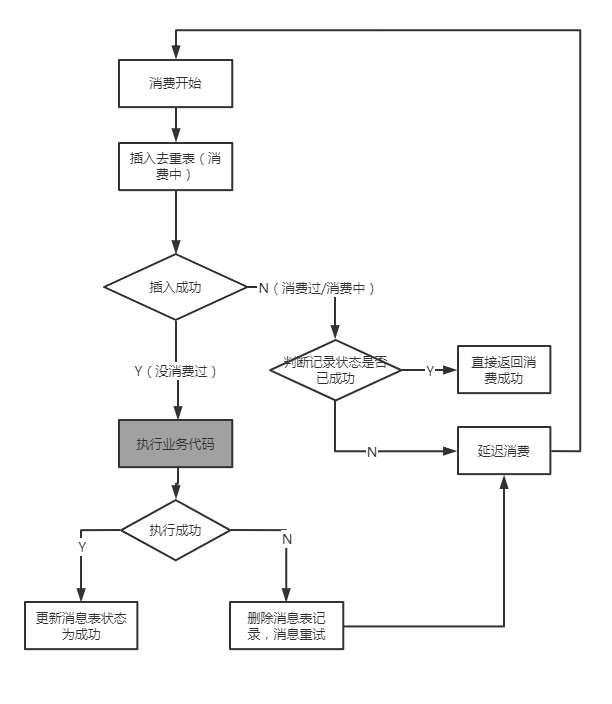 消费开始
插入去重表（消
费中）
插入成功
N（消费过/消费中）
判断记录状态是否
已成功
Y
直接返回消
费成功
Y（没消费过）
执行业务代码
N
延迟消费
执行成功
Y
N
更新消息表状态
为成功
删除消息表记
录，消息重试